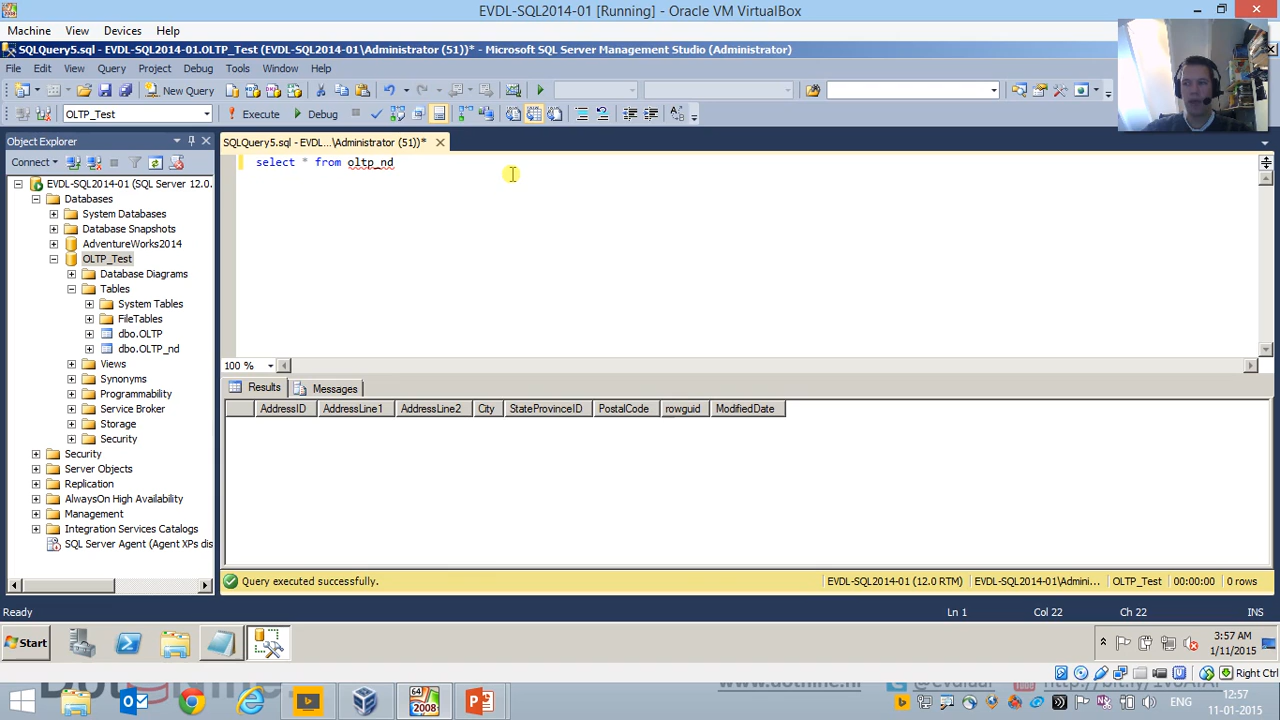 EVDL-SQL2014-01 [Running] - Oracle VM VirtualBox
Machine View Devices Help
SQLQuery5.sql - EVDL-SQL2014-01.OLTP_Test (EVDL-SQL2014-01\Administrator (51))* - Microsoft SQL Server Management Studio (Administrator)
File Edit View Query Project Debug Tools Window Help
New Query
OLTP_Test Execute Debug
Object Explorer
SQLQuery5.sql - EVDL...\Administrator (51))*
Connect
select * from oltp_nd
EVDL-SQL2014-01 (SQL Server 12.0.
Databases
System Databases
Database Snapshots
AdventureWorks2014
OLTP_Test
Database Diagrams
Tables
System Tables
FileTables
dbo.OLTP
dbo.OLTP_nd
Views
Synonyms
Programmability
Service Broker
Storage
Security
Security
Server Objects
Replication
AlwaysOn High Availability
Management
Integration Services Catalogs
SQL Server Agent (Agent XPs dis
100 %
Results Messages
AddressID AddressLine1 AddressLine2 City StateProvinceID PostalCode rowguid ModifiedDate
Query executed successfully. EVDL-SQL2014-01 (12.0 RTM) EVDL-SQL2014-01\Admini... OLTP_Test 00:00:00 0 rows
Ready Ln 1 Col 22 Ch 22 INS
Start
3:57 AM
1/11/2015
Right Ctrl
64
2008
ENG
12:57
11-01-2015